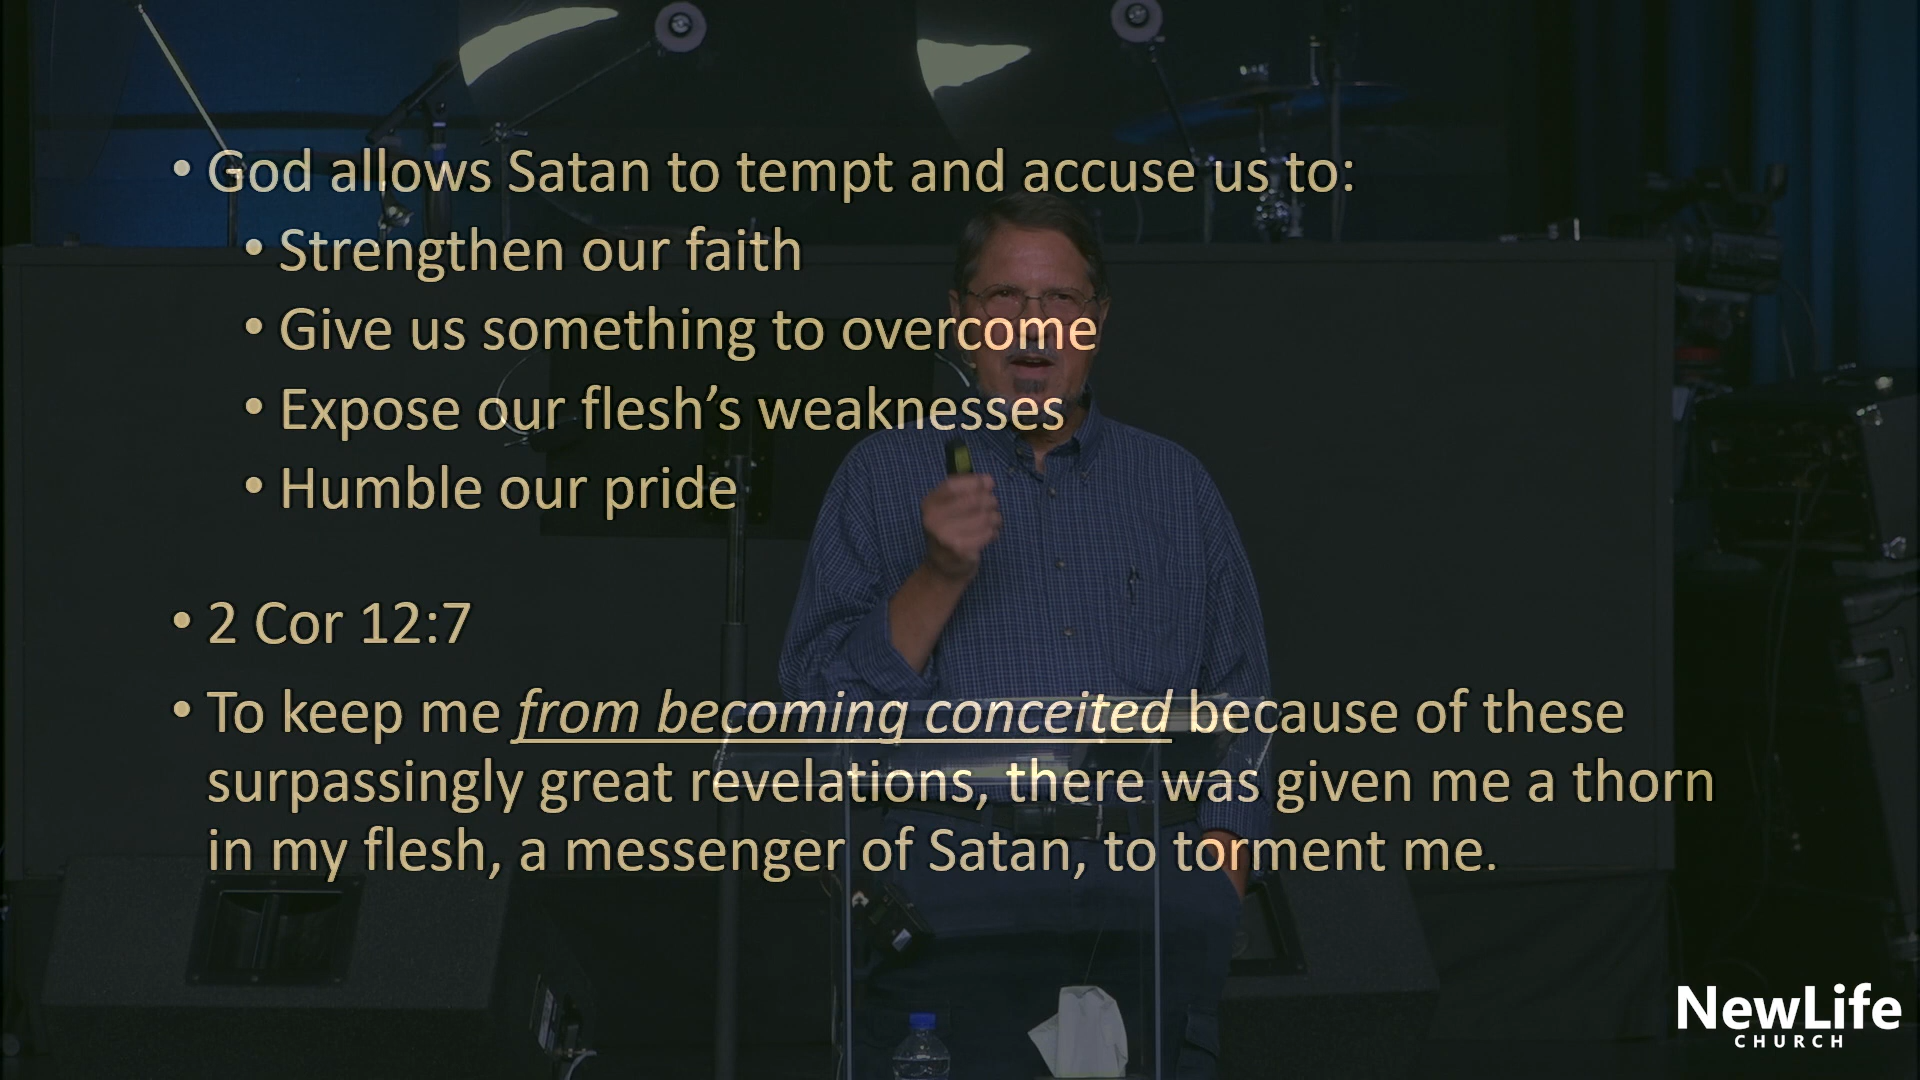 • God allows Satan to tempt and accuse us to:
• Strengthen our faith
• Give us something to overcome
• Expose our flesh’s weaknesses
• Humble our pride
• 2 Cor 12:7
• To keep me from becoming conceited because of these
surpassingly great revelations, there was given me a thorn
in my flesh, a messenger of Satan, to torment me.
NewLife
CHURCH